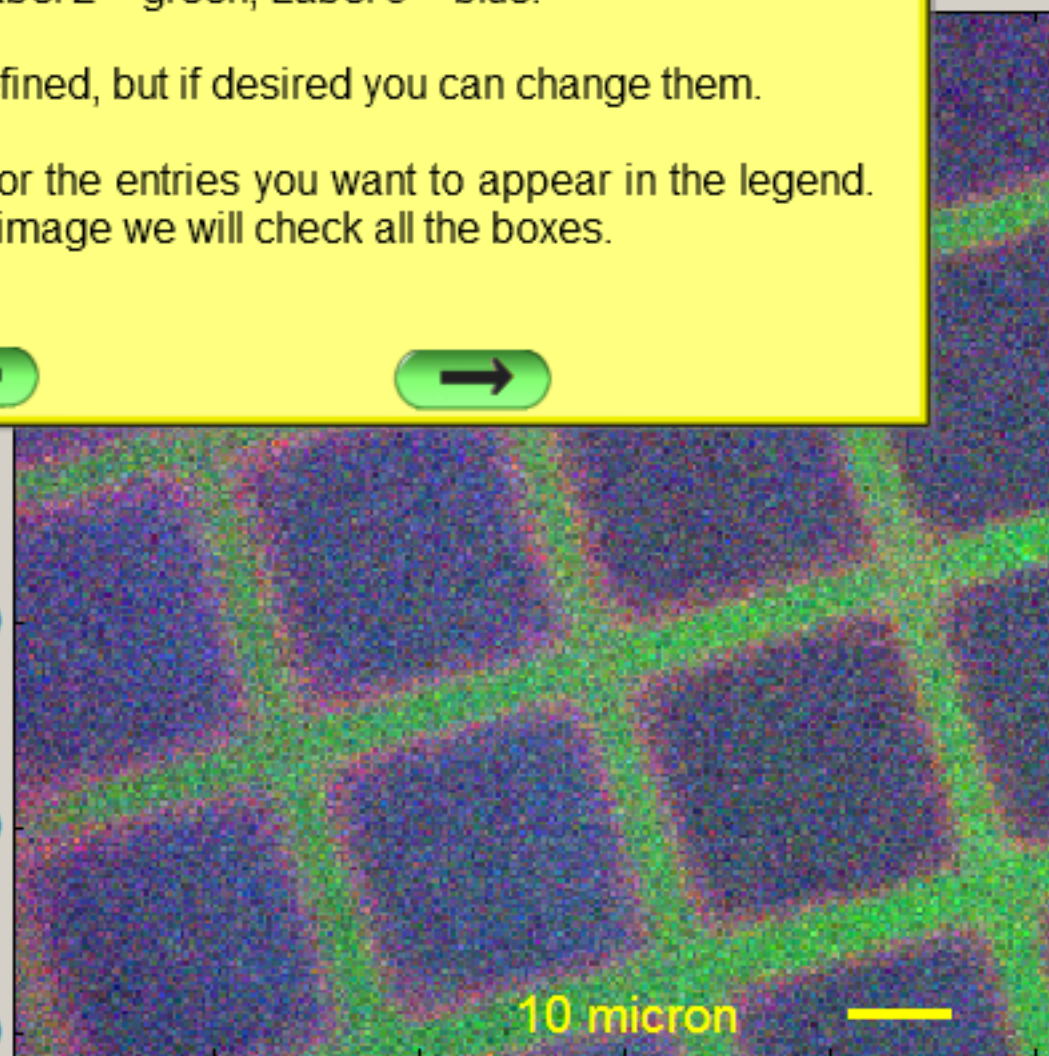 fined, but if desired you can change them.
or the entries you want to appear in the legend.
image we will check all the boxes.
10 micron